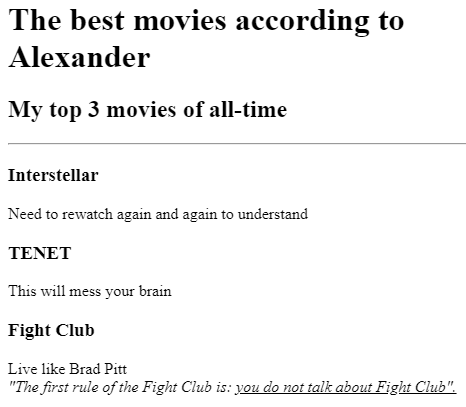 The best movies according to
Alexander
My top 3 movies of all-time
Interstellar
Need to rewatch again and again to understand
TENET
This will mess your brain
Fight Club
Live like Brad Pitt
"The first rule of the Fight Club is: you do not talk about Fight Club".